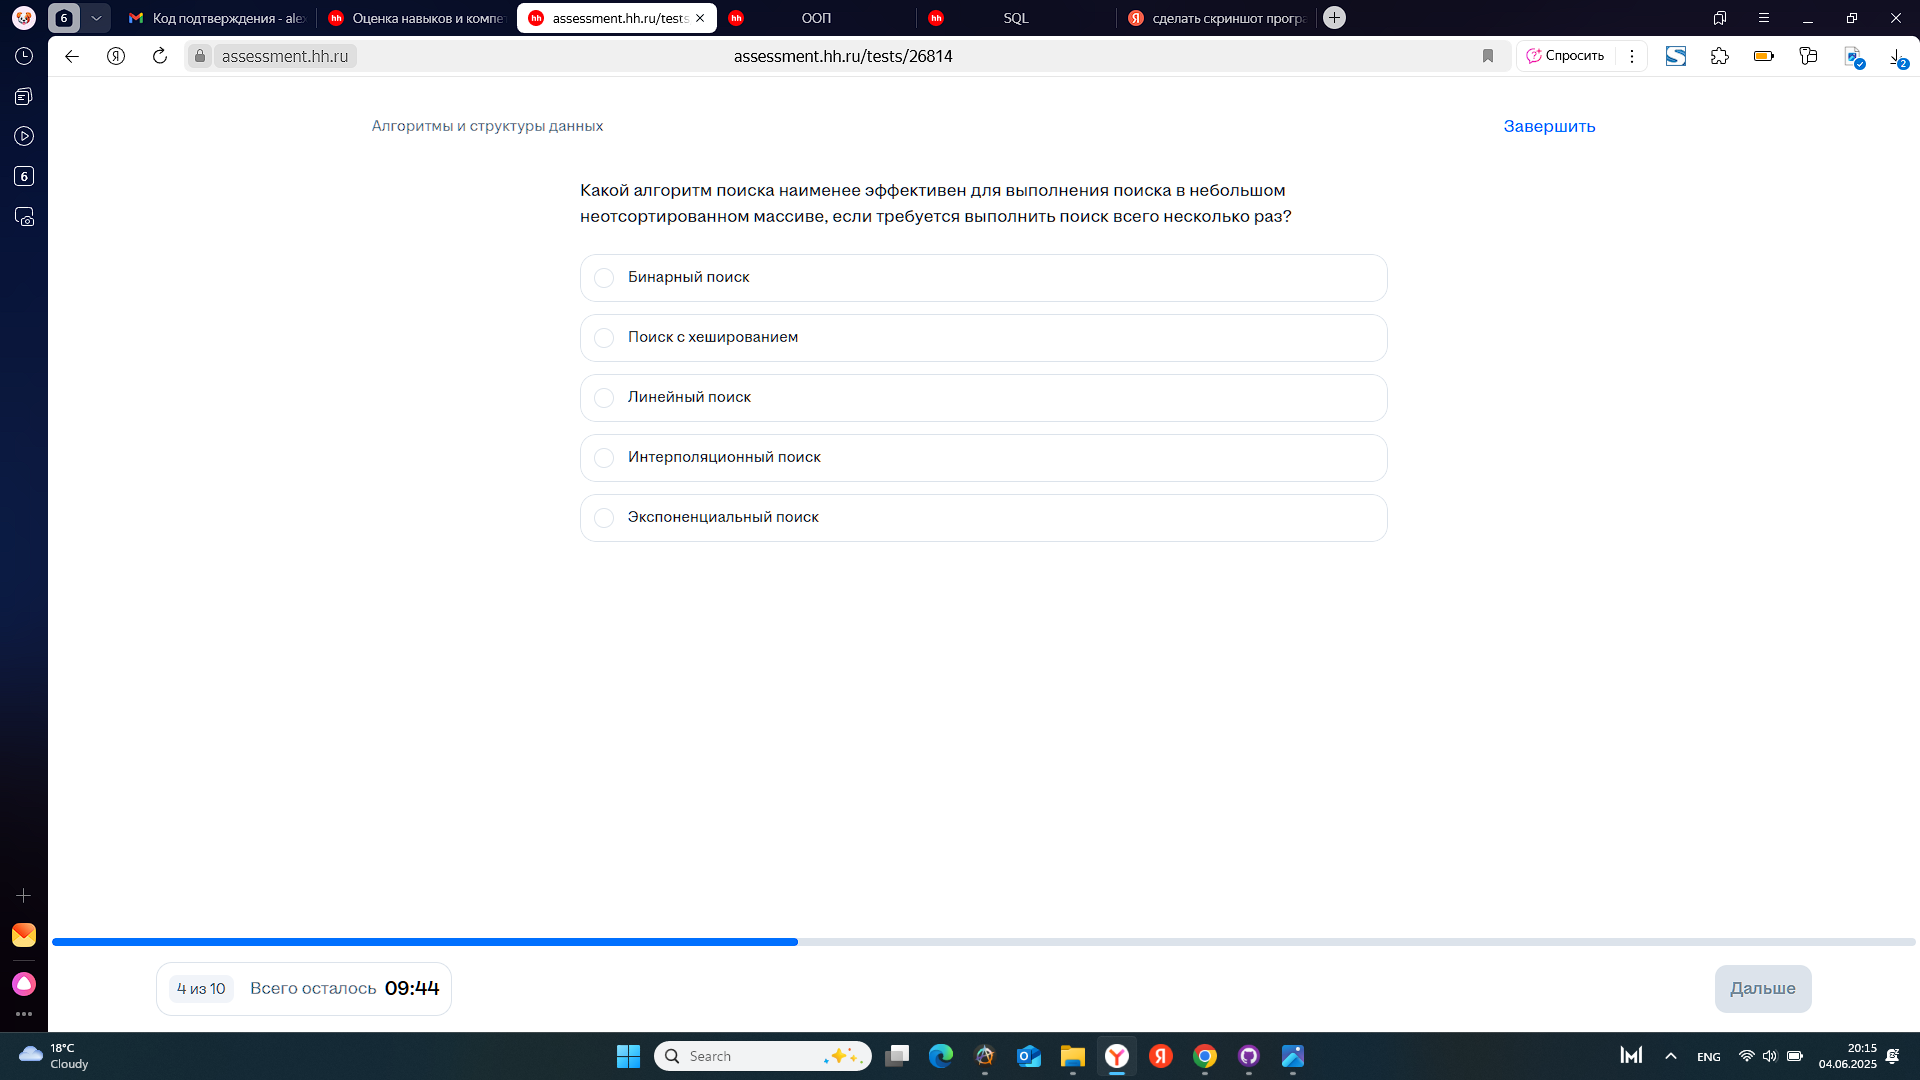 6
Код подтверждения - ale
Оценка навыков и компе
assessment.hh.ru/tests
ООП
SQL
сделать скриншот програ
assessment.hh.ru
assessment.hh.ru/tests/26814
Спросить
2
6
Алгоритмы и структуры данных
Завершить
Какой алгоритм поиска наименее эффективен для выполнения поиска в небольшом
неотсортированном массиве, если требуется выполнить поиск всего несколько раз?
Бинарный поиск
Поиск с хешированием
Линейный поиск
Интерполяционный поиск
Экспоненциальный поиск
4 из 10
Всего осталось 09:44
Дальше
18°C
Cloudy
Search
ENG
20:15
04.06.2025